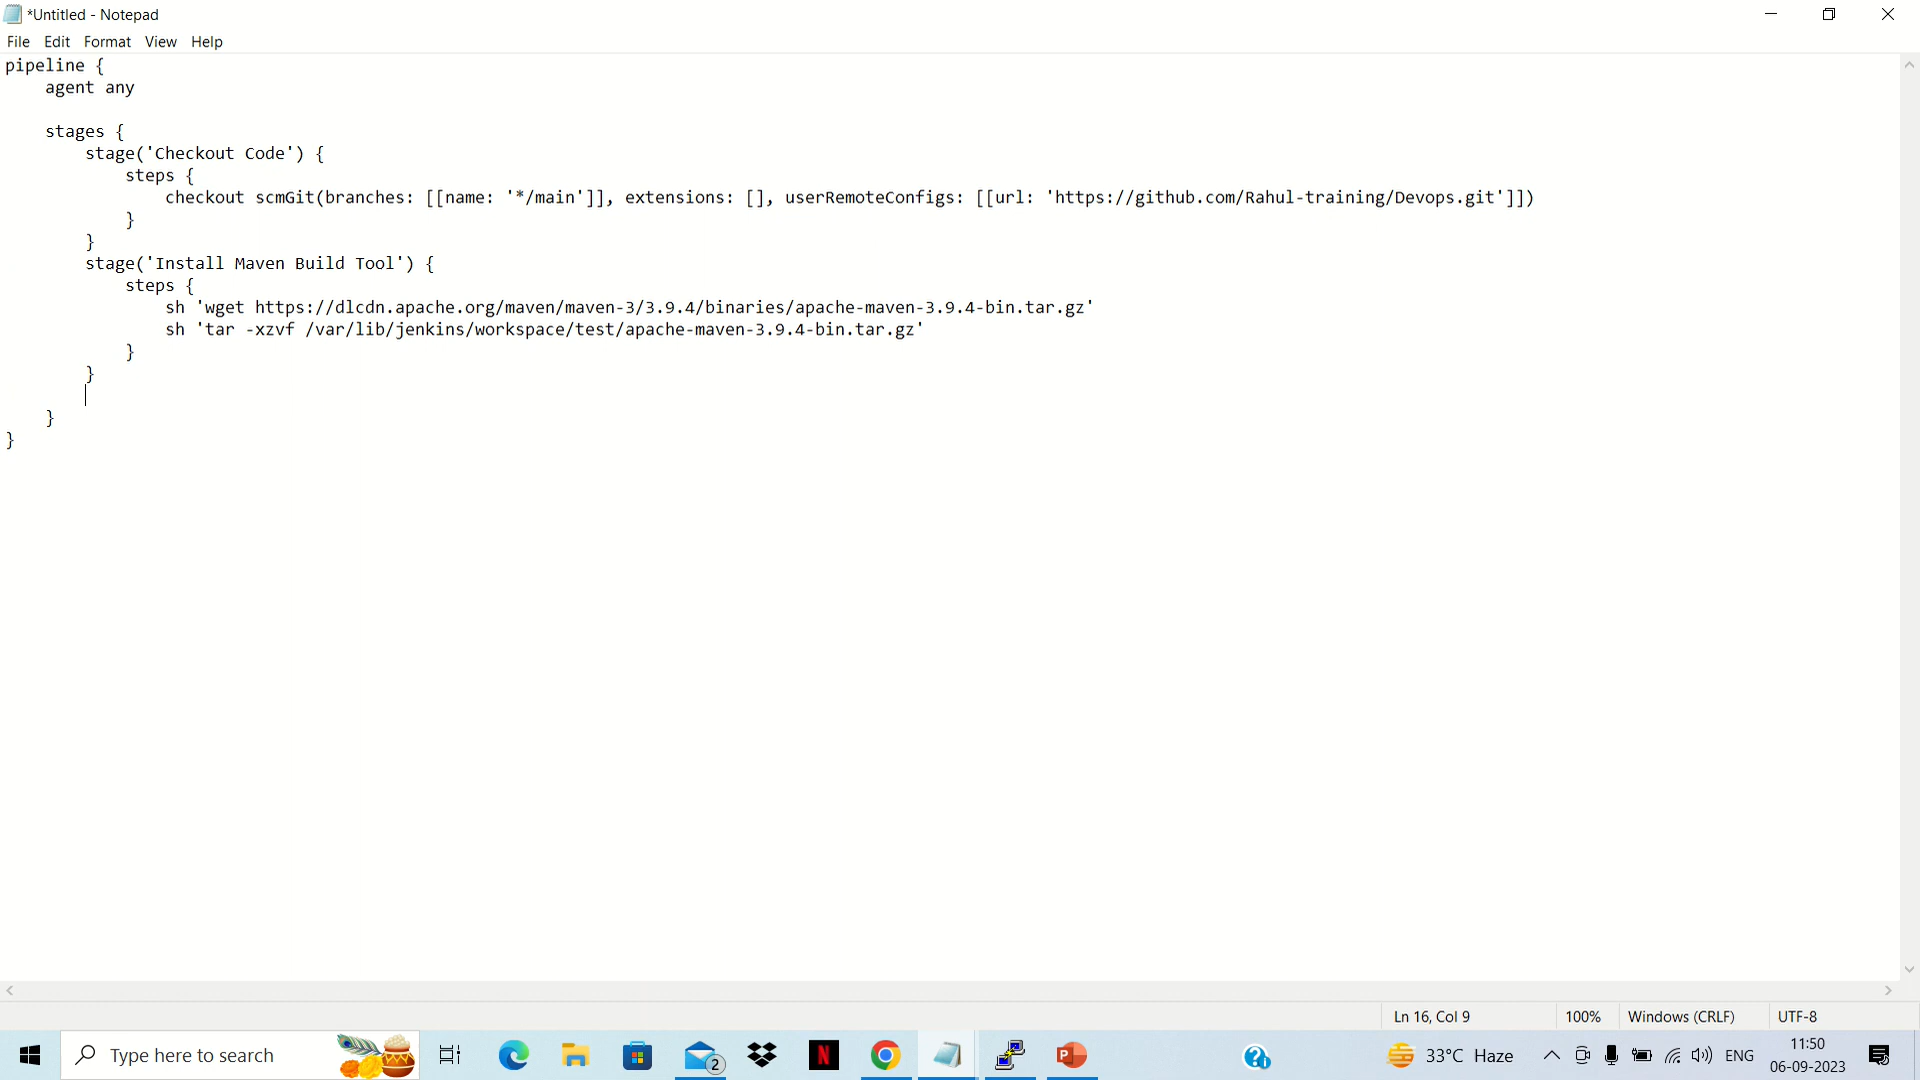 *Untitled - Notepad
File Edit Format View Help
pipeline {
    agent any

    stages {
        stage('Checkout Code') {
            steps {
                checkout scmGit(branches: [[name: '*/main']], extensions: [], userRemoteConfigs: [[url: 'https://github.com/Rahul-training/Devops.git']])
            }
        }
        stage('Install Maven Build Tool') {
            steps {
                sh 'wget https://dlcdn.apache.org/maven/maven-3/3.9.4/binaries/apache-maven-3.9.4-bin.tar.gz'
                sh 'tar -xzvf /var/lib/jenkins/workspace/test/apache-maven-3.9.4-bin.tar.gz'
            }
        }

    }
}
Ln 16, Col 9 100% Windows (CRLF) UTF-8
Type here to search 2 N P 33°C Haze ENG 11:50
06-09-2023